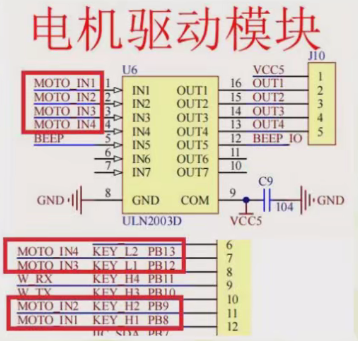 电机驱动模块
U6
J10
MOTO_IN1 1 IN1 OUT1 16 OUT1
MOTO_IN2 2 IN2 OUT2 15 OUT2
MOTO_IN3 3 IN3 OUT3 14 OUT3
MOTO_IN4 4 IN4 OUT4 13 OUT4
BEEP 5 IN5 OUT5 12 BEEP_IO
6 IN6 OUT6 11
7 IN7 OUT7 10
VCC5
1
2
3
4
5
GND 8 GND COM 9 C9 GND
104
VCC5
ULN2003D
6
MOTO_IN4 KEY_L2 PB13 7
MOTO_IN3 KEY_L1 PB12 8
W_RX KEY_H4 PB11 9
W_TX KEY_H3 PB10 10
MOTO_IN2 KEY_H2 PB9 11
MOTO_IN1 KEY_H1 PB8 12